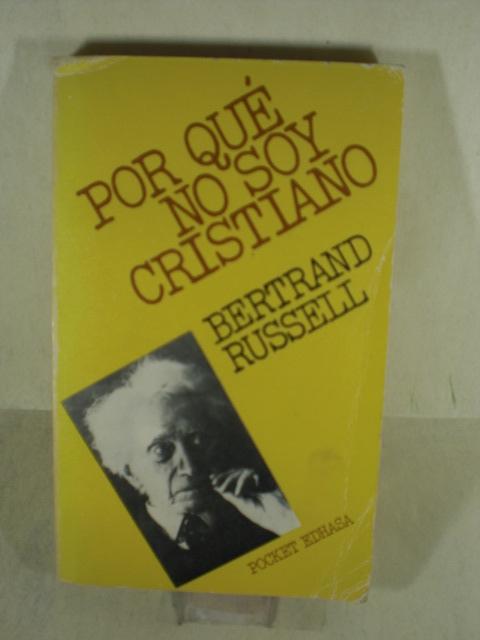 POR QUÉ
NO SOY
CRISTIANO
BERTRAND
RUSSELL
POCKET EDHASA